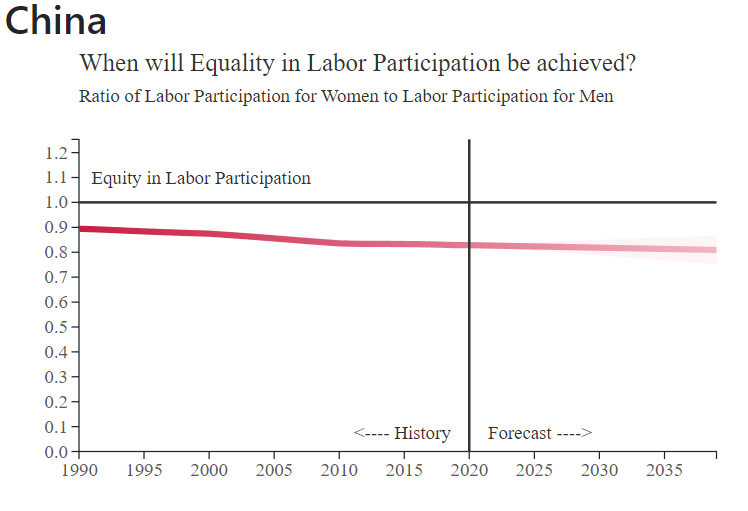 China
When will Equality in Labor Participation be achieved?
Ratio of Labor Participation for Women to Labor Participation for Men
1.2
1.1
Equity in Labor Participation
1.0
0.9
0.8
0.7
0.6
0.5
0.4
0.3
0.2
0.1
<---- History
Forecast ---->
0.0
1990 1995 2000 2005 2010 2015 2020 2025 2030 2035